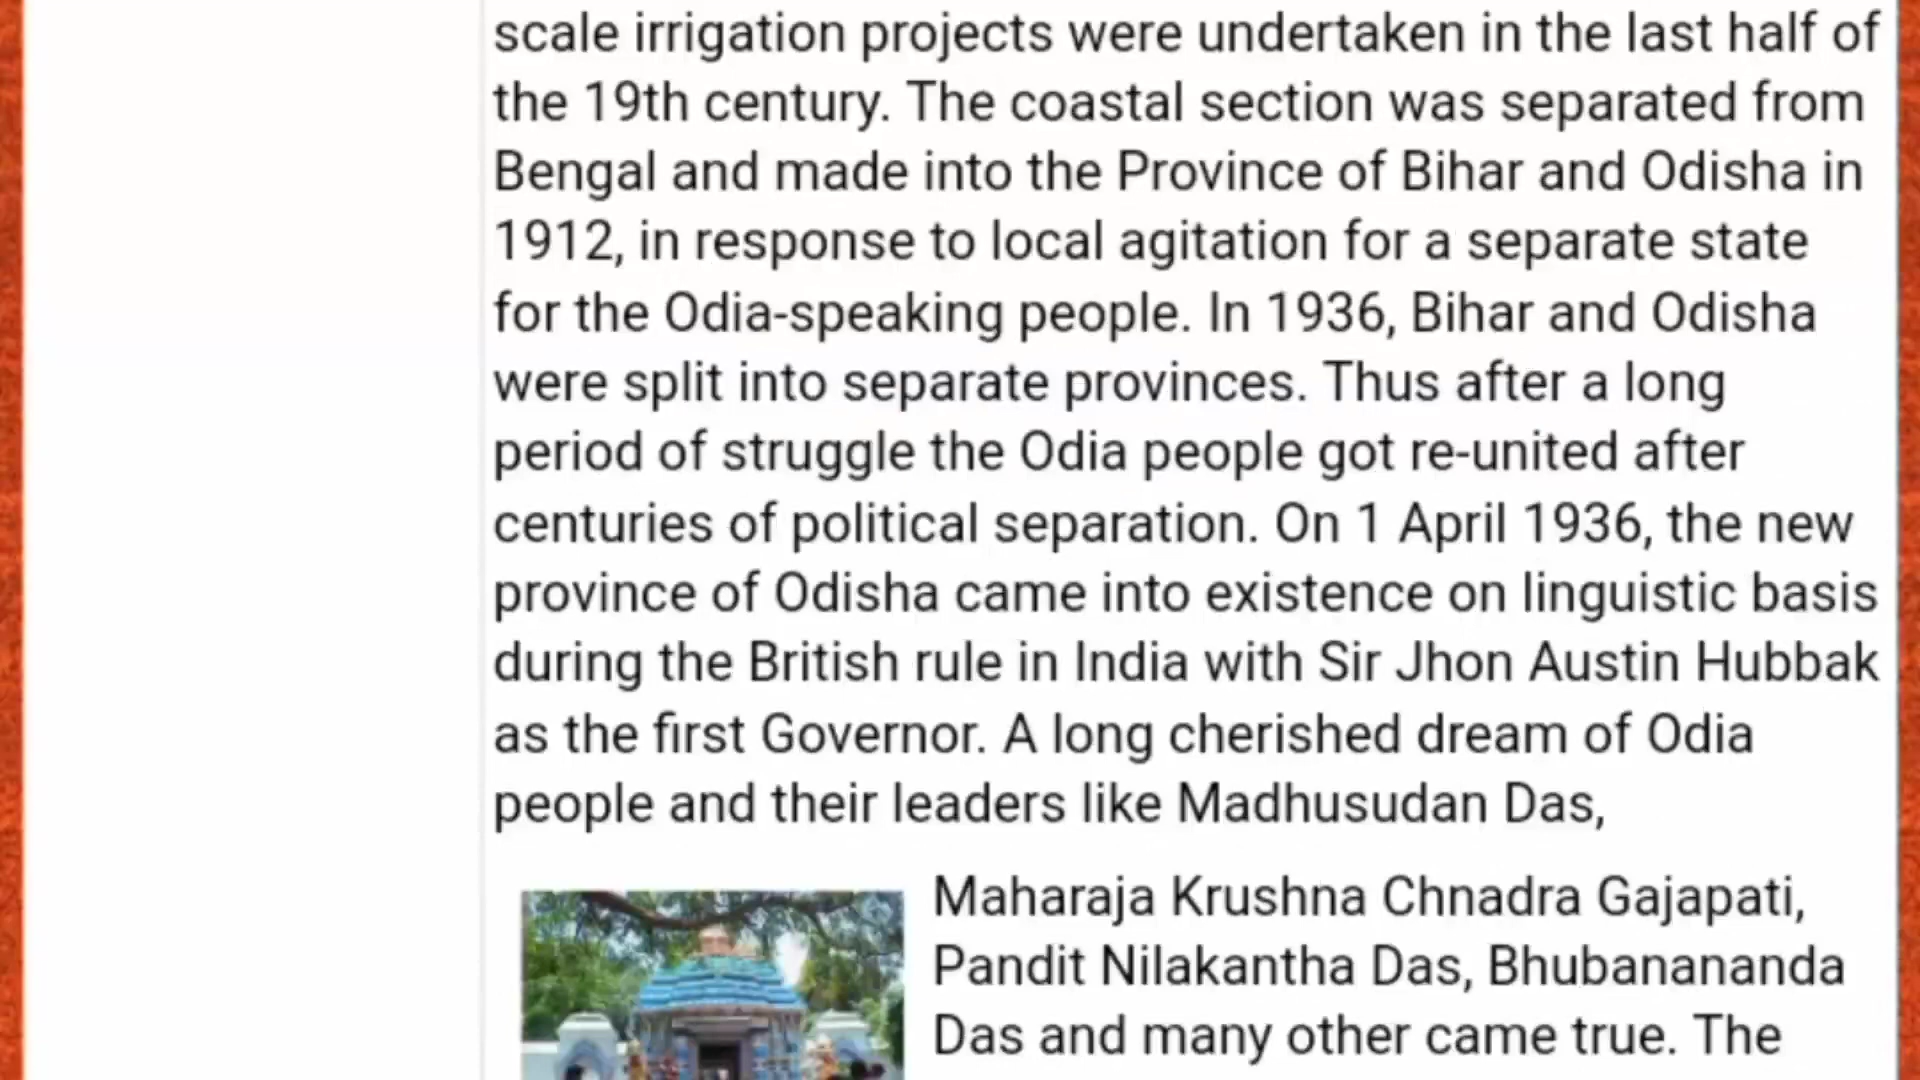 scale irrigation projects were undertaken in the last half of
the 19th century. The coastal section was separated from
Bengal and made into the Province of Bihar and Odisha in
1912, in response to local agitation for a separate state
for the Odia-speaking people. In 1936, Bihar and Odisha
were split into separate provinces. Thus after a long
period of struggle the Odia people got re-united after
centuries of political separation. On 1 April 1936, the new
province of Odisha came into existence on linguistic basis
during the British rule in India with Sir Jhon Austin Hubbak
as the first Governor. A long cherished dream of Odia
people and their leaders like Madhusudan Das,
Maharaja Krushna Chnadra Gajapati,
Pandit Nilakantha Das, Bhubanananda
Das and many other came true. The